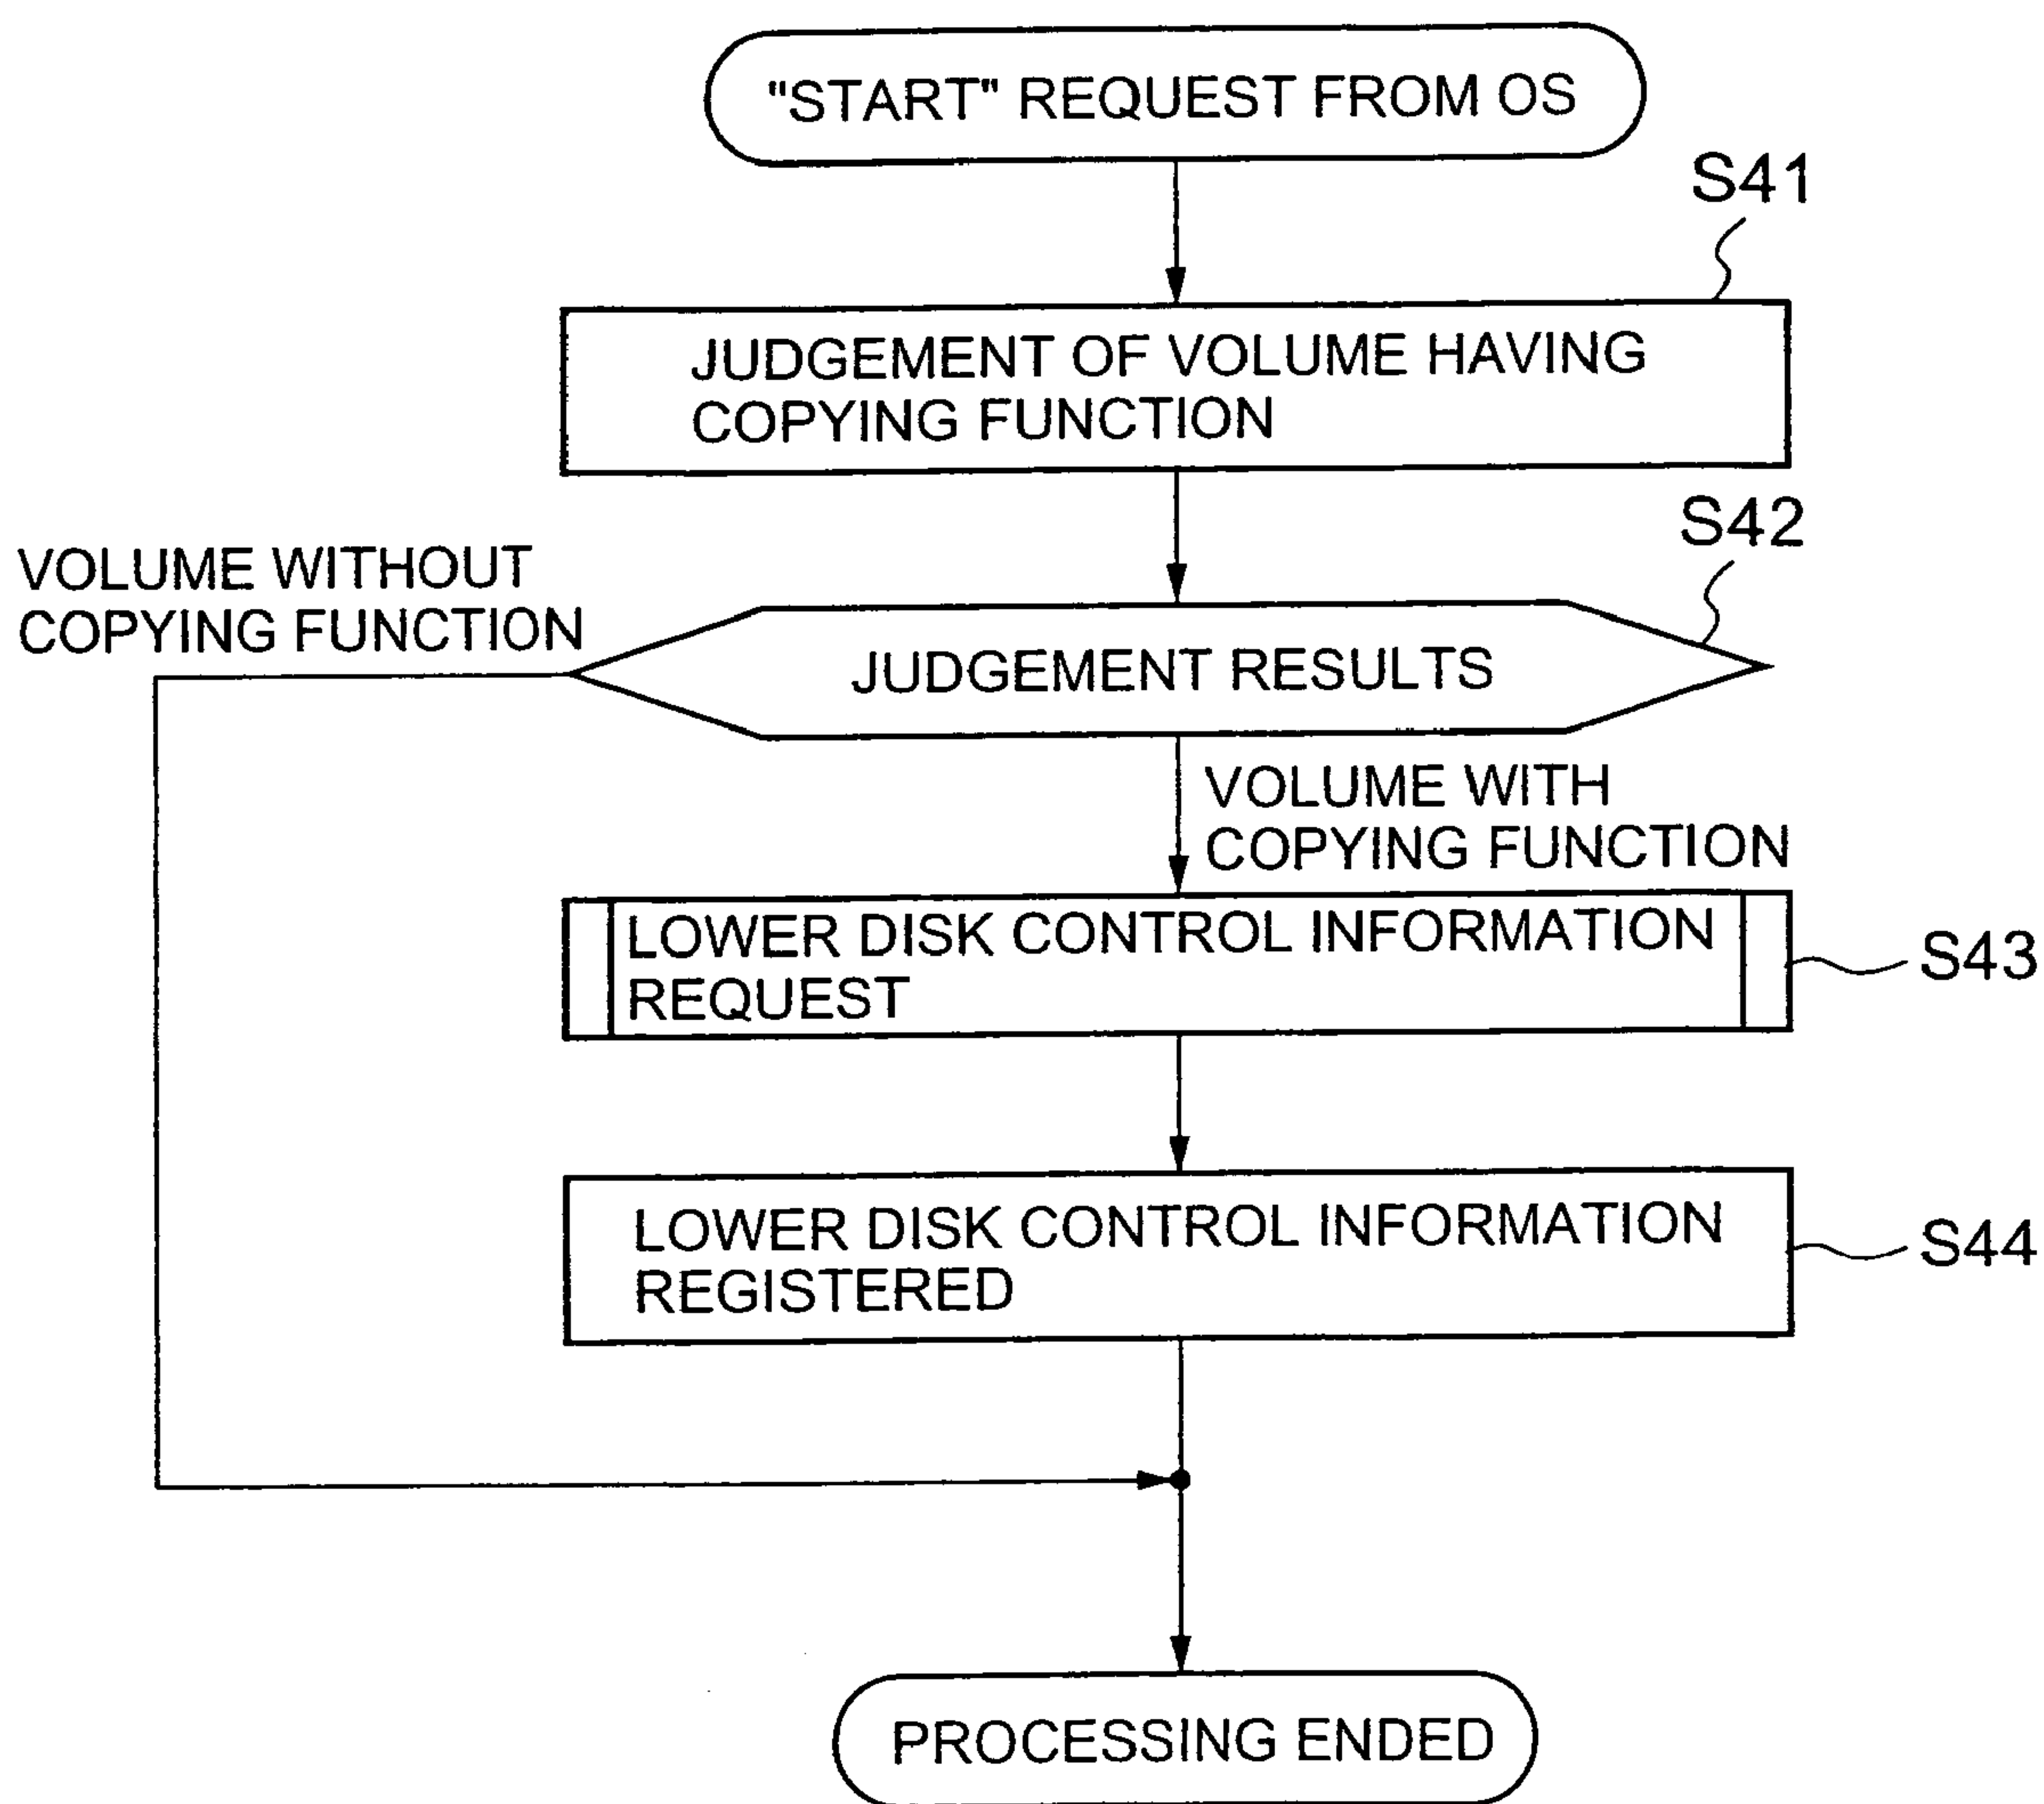 "START" REQUEST FROM OS
S41
JUDGEMENT OF VOLUME HAVING
COPYING FUNCTION
S42
VOLUME WITHOUT
COPYING FUNCTION
JUDGEMENT RESULTS
VOLUME WITH
COPYING FUNCTION
LOWER DISK CONTROL INFORMATION
REQUEST
S43
LOWER DISK CONTROL INFORMATION
REGISTERED
S44
PROCESSING ENDED